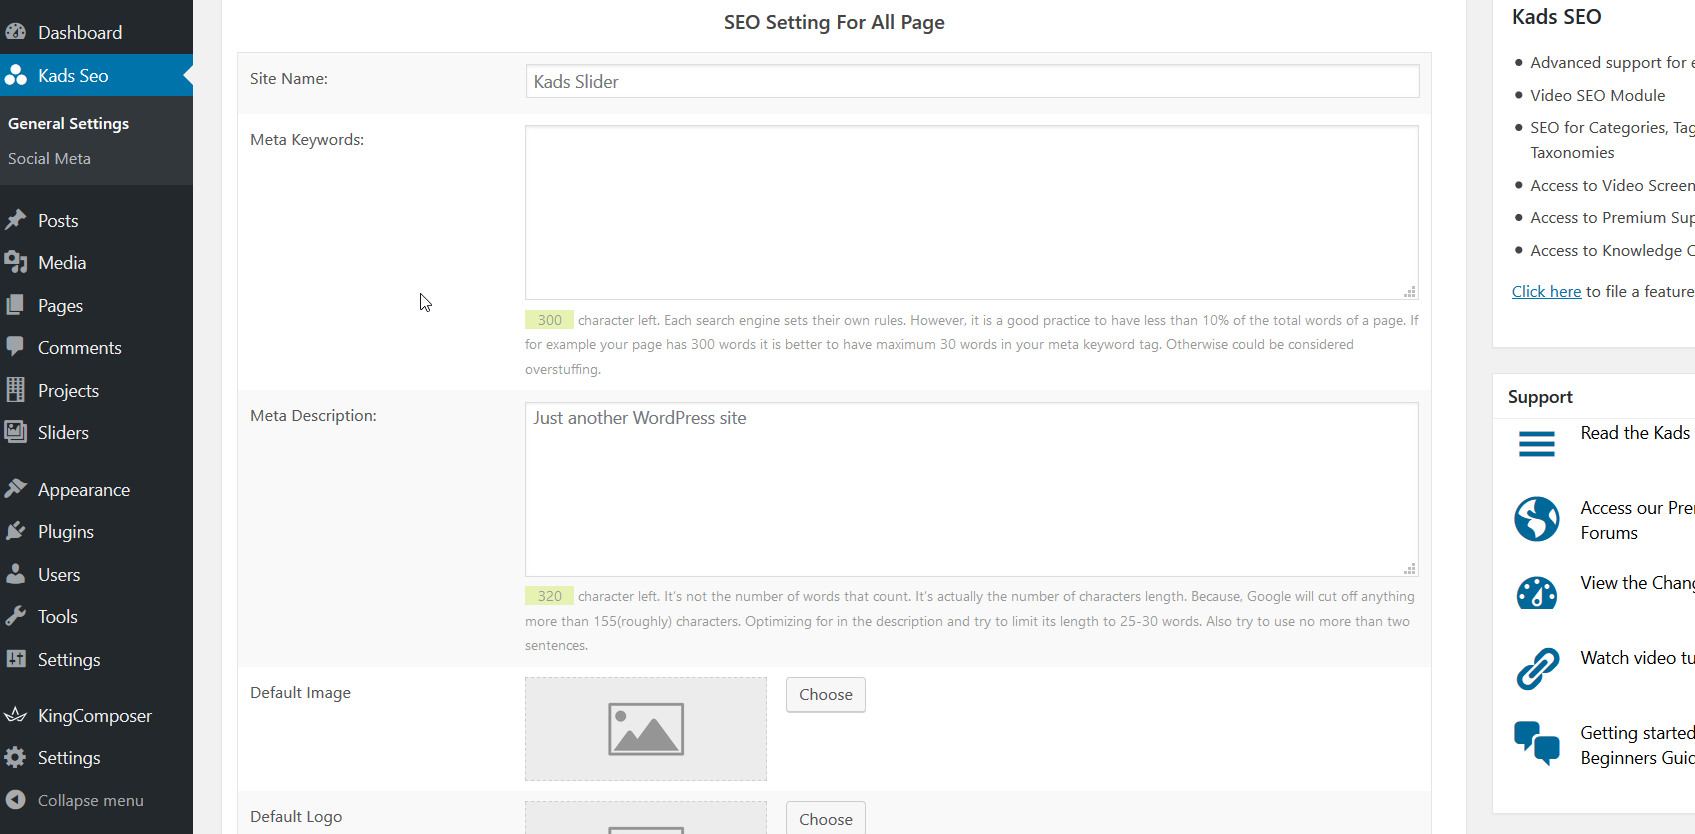 Dashboard
Kads Seo
General Settings
Social Meta
Posts
Media
Pages
Comments
Projects
Sliders
Appearance
Plugins
Users
Tools
Settings
KingComposer
Settings
Collapse menu
SEO Setting For All Page
Site Name:
Kads Slider
Meta Keywords:
300 character left. Each search engine sets their own rules. However, it is a good practice to have less than 10% of the total words of a page. If
for example your page has 300 words it is better to have maximum 30 words in your meta keyword tag. Otherwise could be considered
overstuffing.
Meta Description:
Just another WordPress site
320 character left. It's not the number of words that count. It's actually the number of characters length. Because, Google will cut off anything
more than 155(roughly) characters. Optimizing for in the description and try to limit its length to 25-30 words. Also try to use no more than two
sentences.
Default Image
Choose
Default Logo
Choose
Kads SEO
Advanced support for
Video SEO Module
SEO for Categories, Tag
Taxonomies
Access to Video Screen
Access to Premium Sup
Access to Knowledge
Click here to file a feature
Support
Read the Kads
Access our Pre
Forums
View the Chang
Watch video tu
Getting started
Beginners Guid